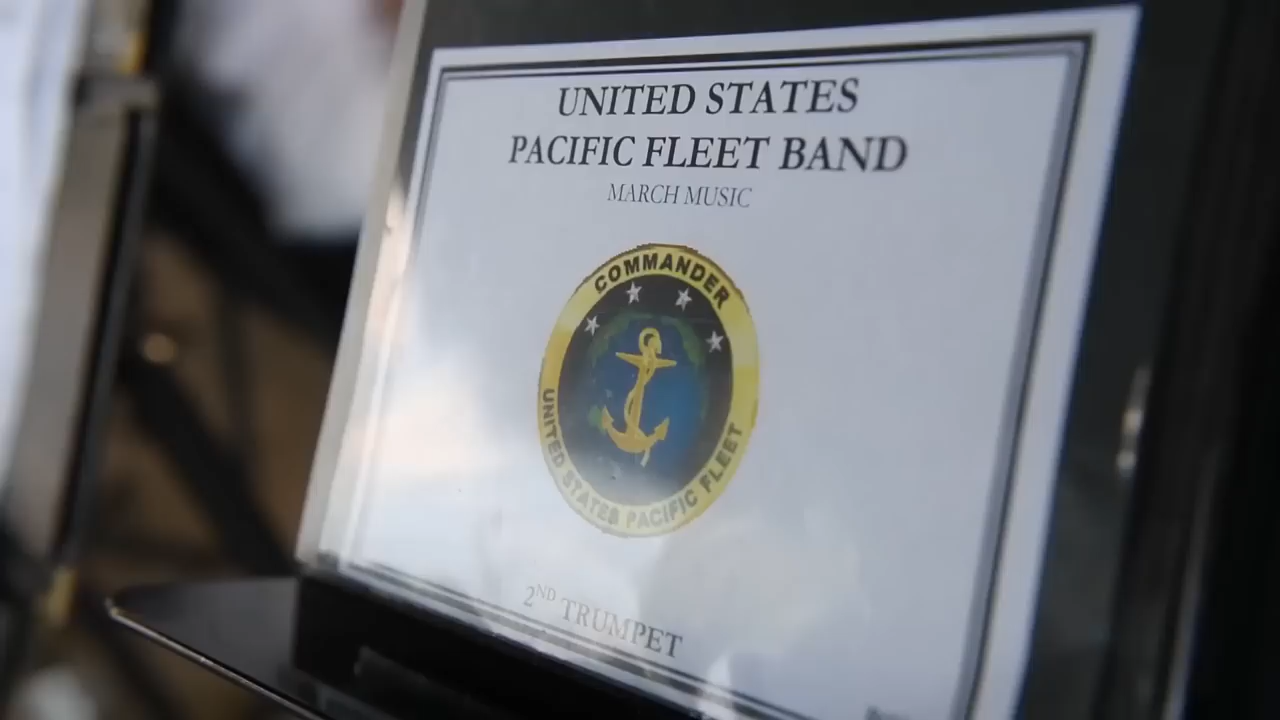 UNITED STATES
PACIFIC FLEET BAND
MARCH MUSIC
COMMANDER
UNITED STATES PACIFIC FLEET
2ND TRUMPET